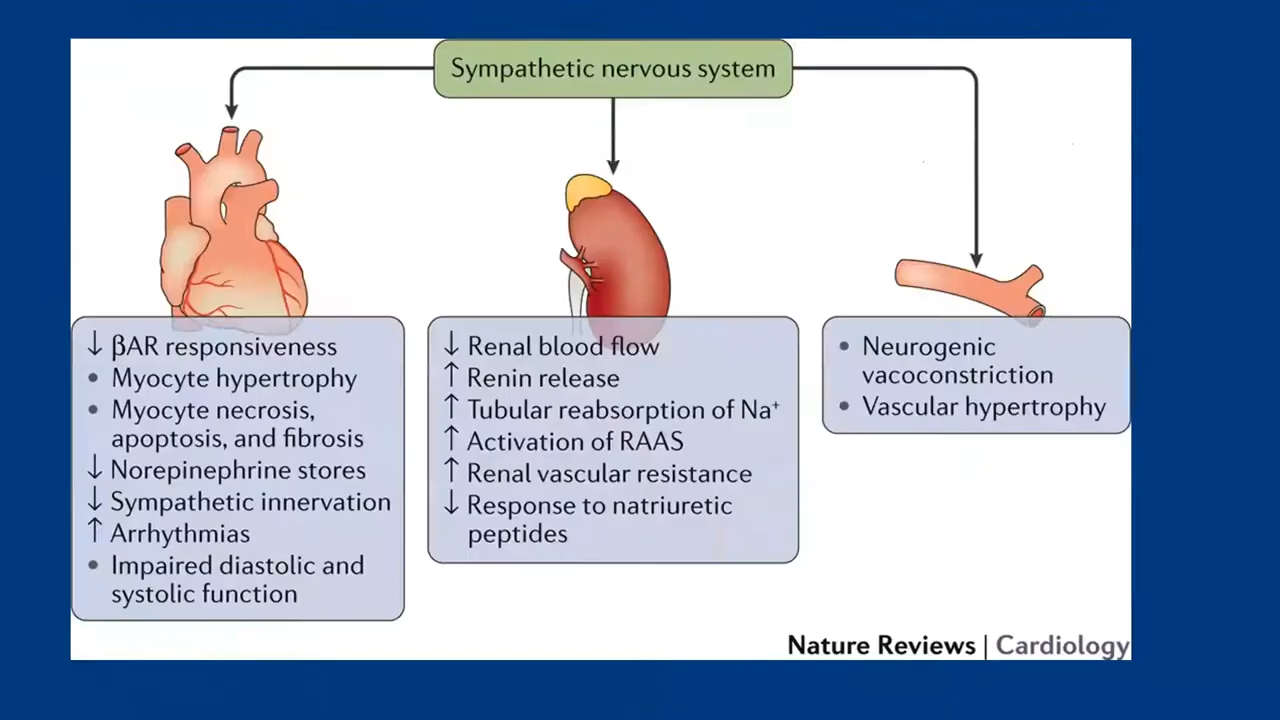 Sympathetic nervous system
↓ βAR responsiveness
• Myocyte hypertrophy
• Myocyte necrosis,
apoptosis, and fibrosis
↓ Norepinephrine stores
↓ Sympathetic innervation
↑ Arrhythmias
• Impaired diastolic and
systolic function
↓ Renal blood flow
↑ Renin release
↑ Tubular reabsorption of Na⁺
↑ Activation of RAAS
↑ Renal vascular resistance
↓ Response to natriuretic
peptides
• Neurogenic
vacoconstriction
• Vascular hypertrophy
Nature Reviews | Cardiology